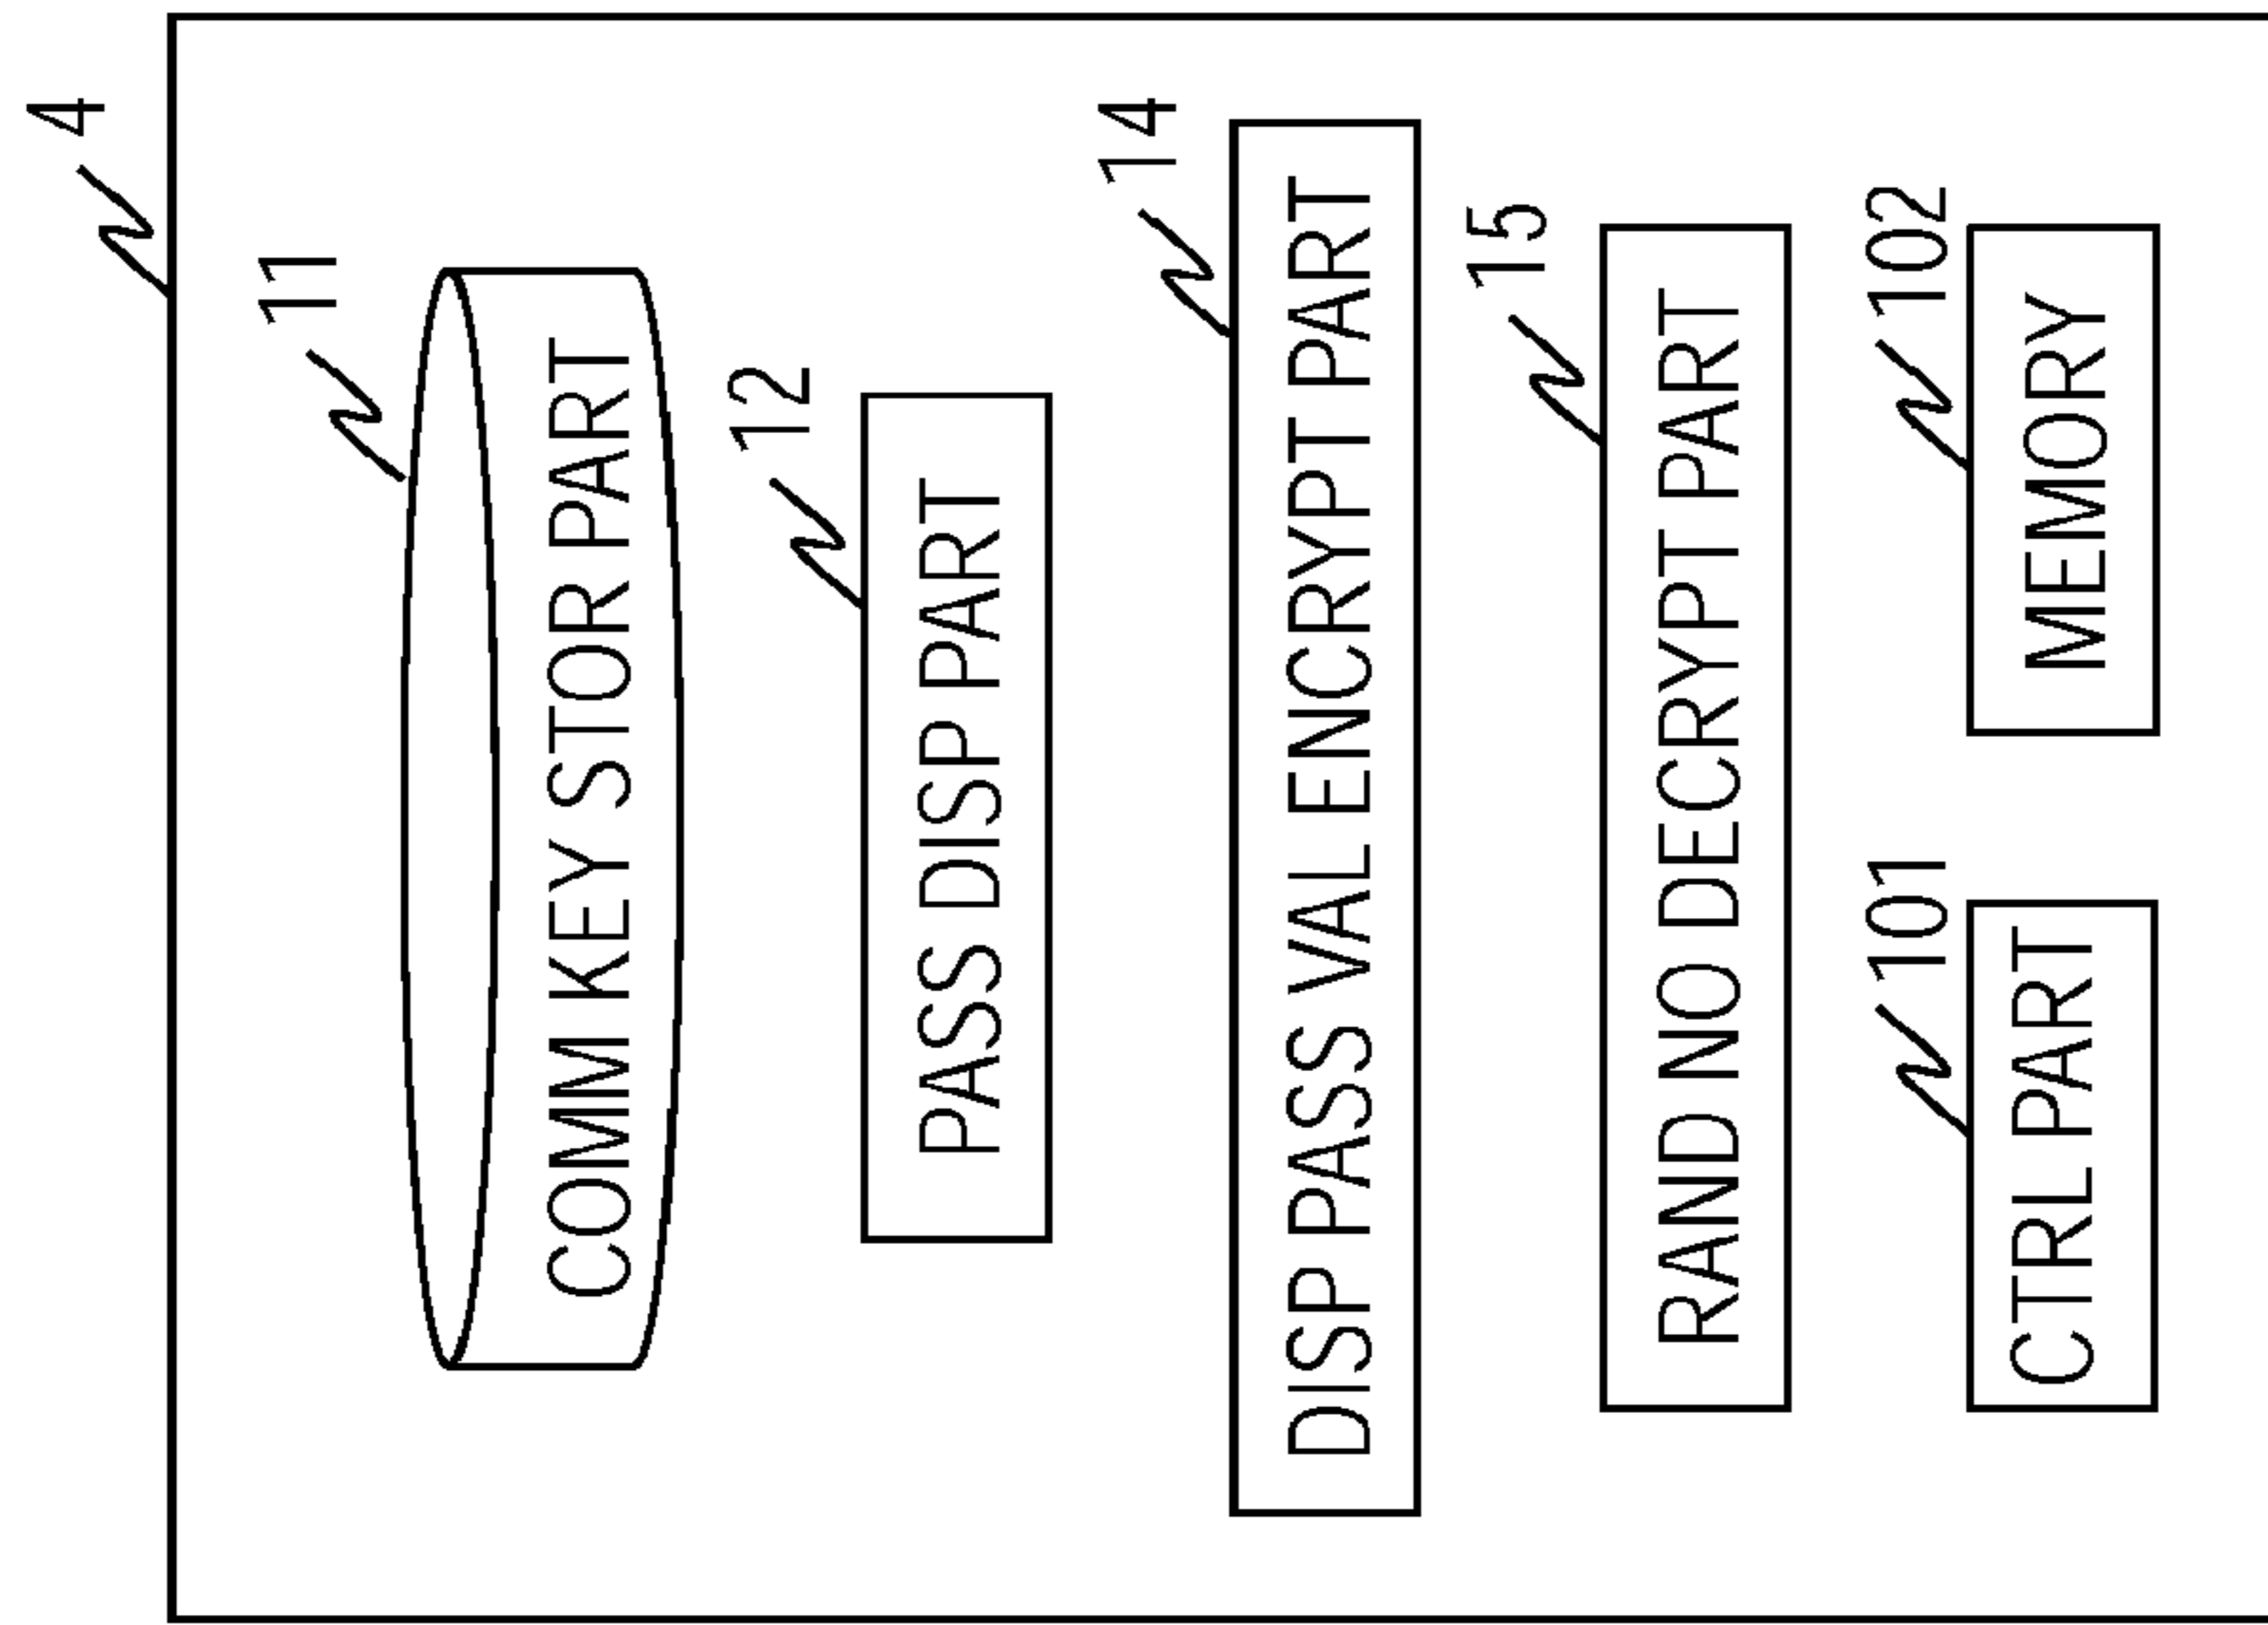 4
11
COMM KEY STOR PART
12
PASS DISP PART
14
DISP PASS VAL ENCRYPT PART
15
RAND NO DECRYPT PART
101
CTRL PART
102
MEMORY